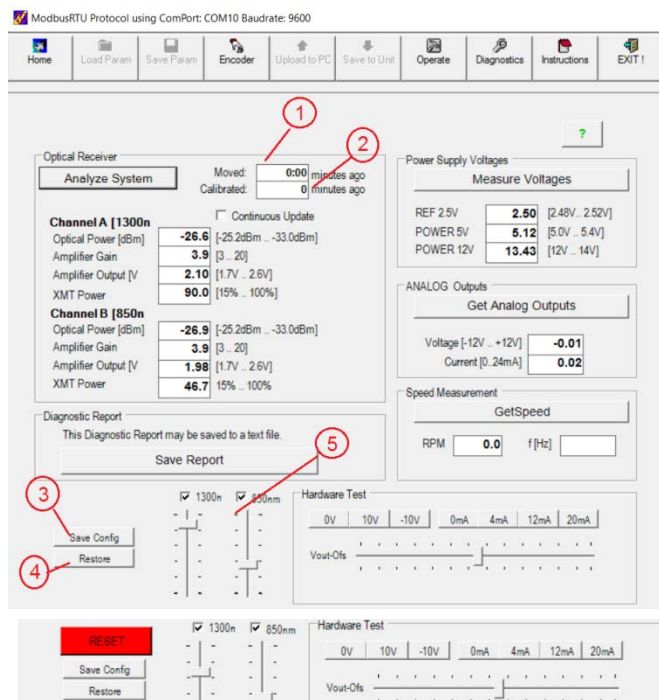 ModbusRTU Protocol using ComPort: COM10 Baudrate: 9600
Home Load Param Save Param Encoder Upload to PC Save to Unit Operate Diagnostics Instructions EXIT !
1
2
?
Optical Receiver
Analyze System
Moved: 0:00 minutes ago
Calibrated: 0 minutes ago
Continuous Update
Channel A [1300n
Optical Power [dBm] -26.6 [-25.2dBm .. -33.0dBm]
Amplifier Gain 3.9 [3 .. 20]
Amplifier Output [V 2.10 [1.7V .. 2.6V]
XMT Power 90.0 [15% .. 100%]
Channel B [850n
Optical Power [dBm] -26.9 [-25.2dBm .. -33.0dBm]
Amplifier Gain 3.9 [3 .. 20]
Amplifier Output [V 1.98 [1.7V .. 2.6V]
XMT Power 46.7 15% .. 100%
Power Supply Voltages
Measure Voltages
REF 2.5V 2.50 [2.48V.. 2.52V]
POWER 5V 5.12 [5.0V .. 5.4V]
POWER 12V 13.43 [12V .. 14V]
ANALOG Outputs
Get Analog Outputs
Voltage [-12V .. +12V] -0.01
Current [0..24mA] 0.02
Speed Measurement
GetSpeed
RPM 0.0 f [Hz]
Diagnostic Report
This Diagnostic Report may be saved to a text file.
Save Report
5
3
Save Config
4
Restore
1300n 850nm
Hardware Test
0V 10V -10V 0mA 4mA 12mA 20mA
Vout-Ofs
RESET
Save Config
Restore
1300n 850nm
Hardware Test
0V 10V -10V 0mA 4mA 12mA 20mA
Vout-Ofs